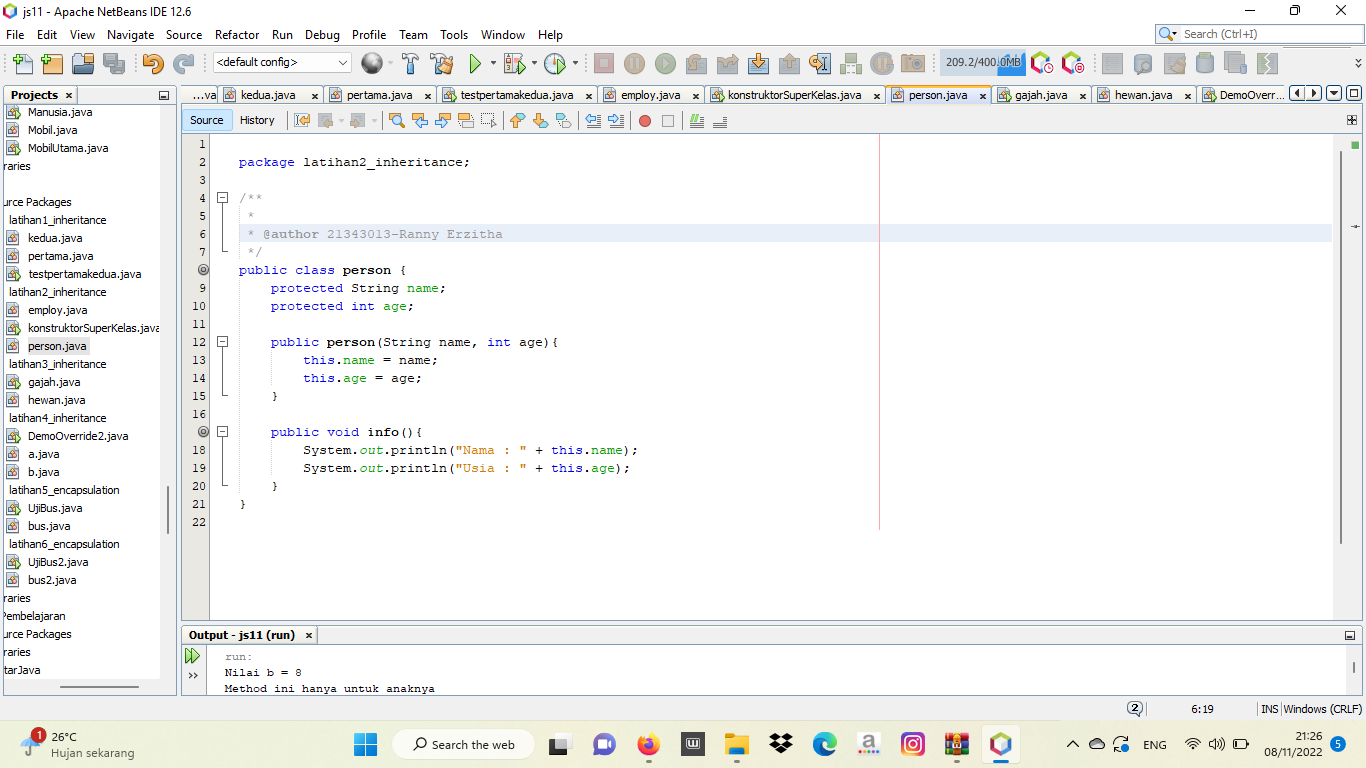 js11 - Apache NetBeans IDE 12.6
File Edit View Navigate Source Refactor Run Debug Profile Team Tools Window Help
Search (Ctrl+I)
<default config>
209.2/400.0MB
Projects
...va kedua.java pertama.java testpertamakedua.java employ.java konstruktorSuperKelas.java person.java gajah.java hewan.java DemoOverr...
Source History
Manusia.java
Mobil.java
MobilUtama.java
raries
urce Packages
latihan1_inheritance
kedua.java
pertama.java
testpertamakedua.java
latihan2_inheritance
employ.java
konstruktorSuperKelas.java
person.java
latihan3_inheritance
gajah.java
hewan.java
latihan4_inheritance
DemoOverride2.java
a.java
b.java
latihan5_encapsulation
UjiBus.java
bus.java
latihan6_encapsulation
UjiBus2.java
bus2.java
raries
Pembelajaran
urce Packages
raries
tarJava
1
2 package latihan2_inheritance;
3
4 /**
5 *
6 * @author 21343013-Ranny Erzitha
7 */
public class person {
9 protected String name;
10 protected int age;
11
12 public person(String name, int age){
13 this.name = name;
14 this.age = age;
15 }
16
public void info(){
18 System.out.println("Nama : " + this.name);
19 System.out.println("Usia : " + this.age);
20 }
21 }
22
Output - js11 (run)
run:
Nilai b = 8
Method ini hanya untuk anaknya
2 6:19 INS Windows (CRLF)
1
26°C
Hujan sekarang
Search the web
W
a
ENG
21:26
08/11/2022
5